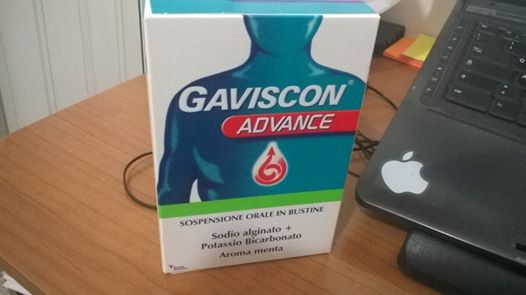 GAVISCON
ADVANCE
SOSPENSIONE ORALE IN BUSTINE
Sodio alginato +
Potassio Bicarbonato
Aroma menta